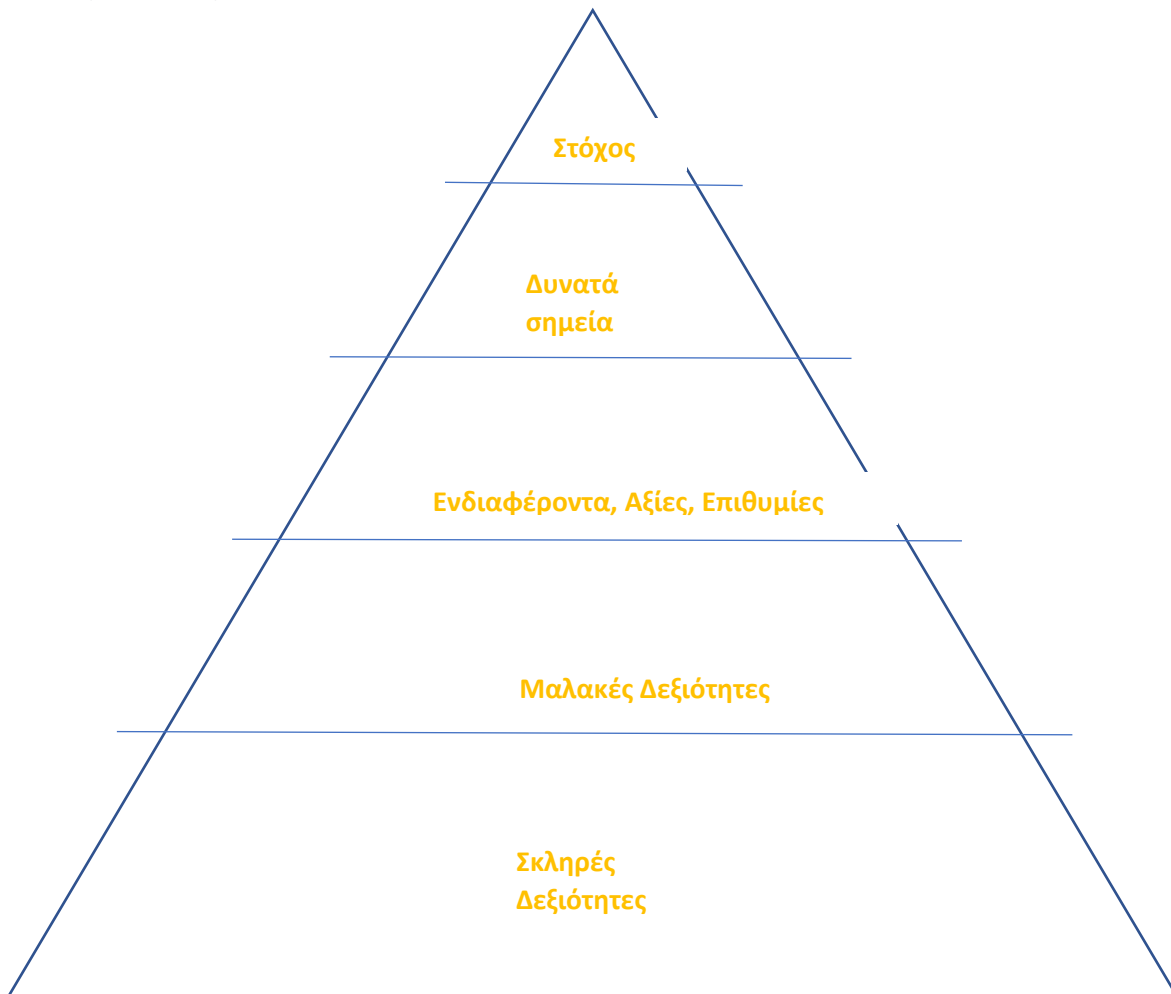 Στόχος
Δυνατά
σημεία
Ενδιαφέροντα, Αξίες, Επιθυμίες
Μαλακές Δεξιότητες
Σκληρές
Δεξιότητες